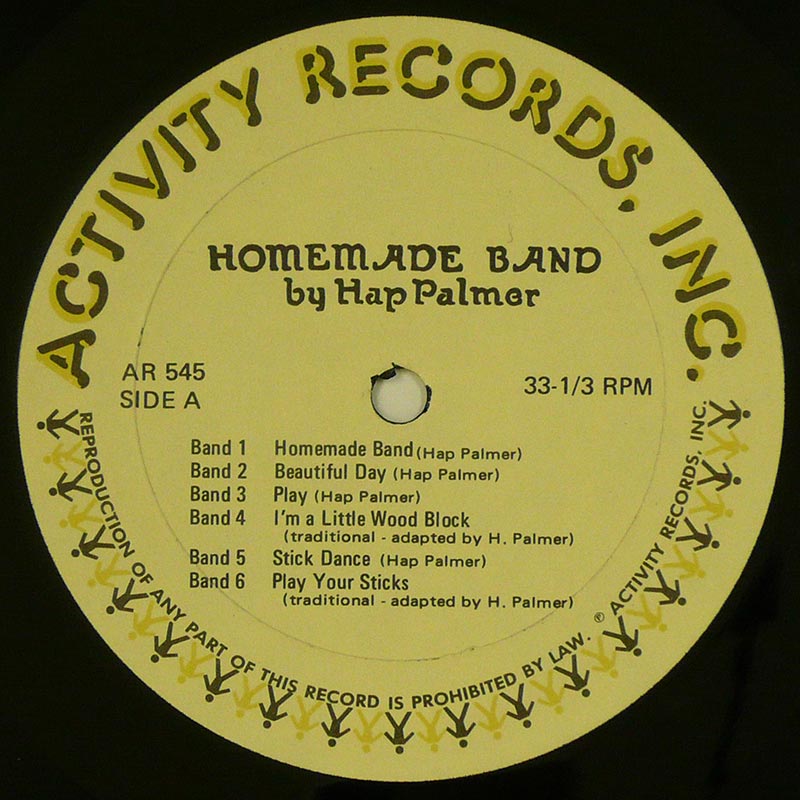 ACTIVITY RECORDS, INC.
HOMEMADE BAND
by Hap Palmer
AR 545
SIDE A
33-1/3 RPM
Band 1 Homemade Band (Hap Palmer)
Band 2 Beautiful Day (Hap Palmer)
Band 3 Play (Hap Palmer)
Band 4 I'm a Little Wood Block
(traditional - adapted by H. Palmer)
Band 5 Stick Dance (Hap Palmer)
Band 6 Play Your Sticks
(traditional - adapted by H. Palmer)
REPRODUCTION OF ANY PART OF THIS RECORD IS PROHIBITED BY LAW. ® ACTIVITY RECORDS, INC.